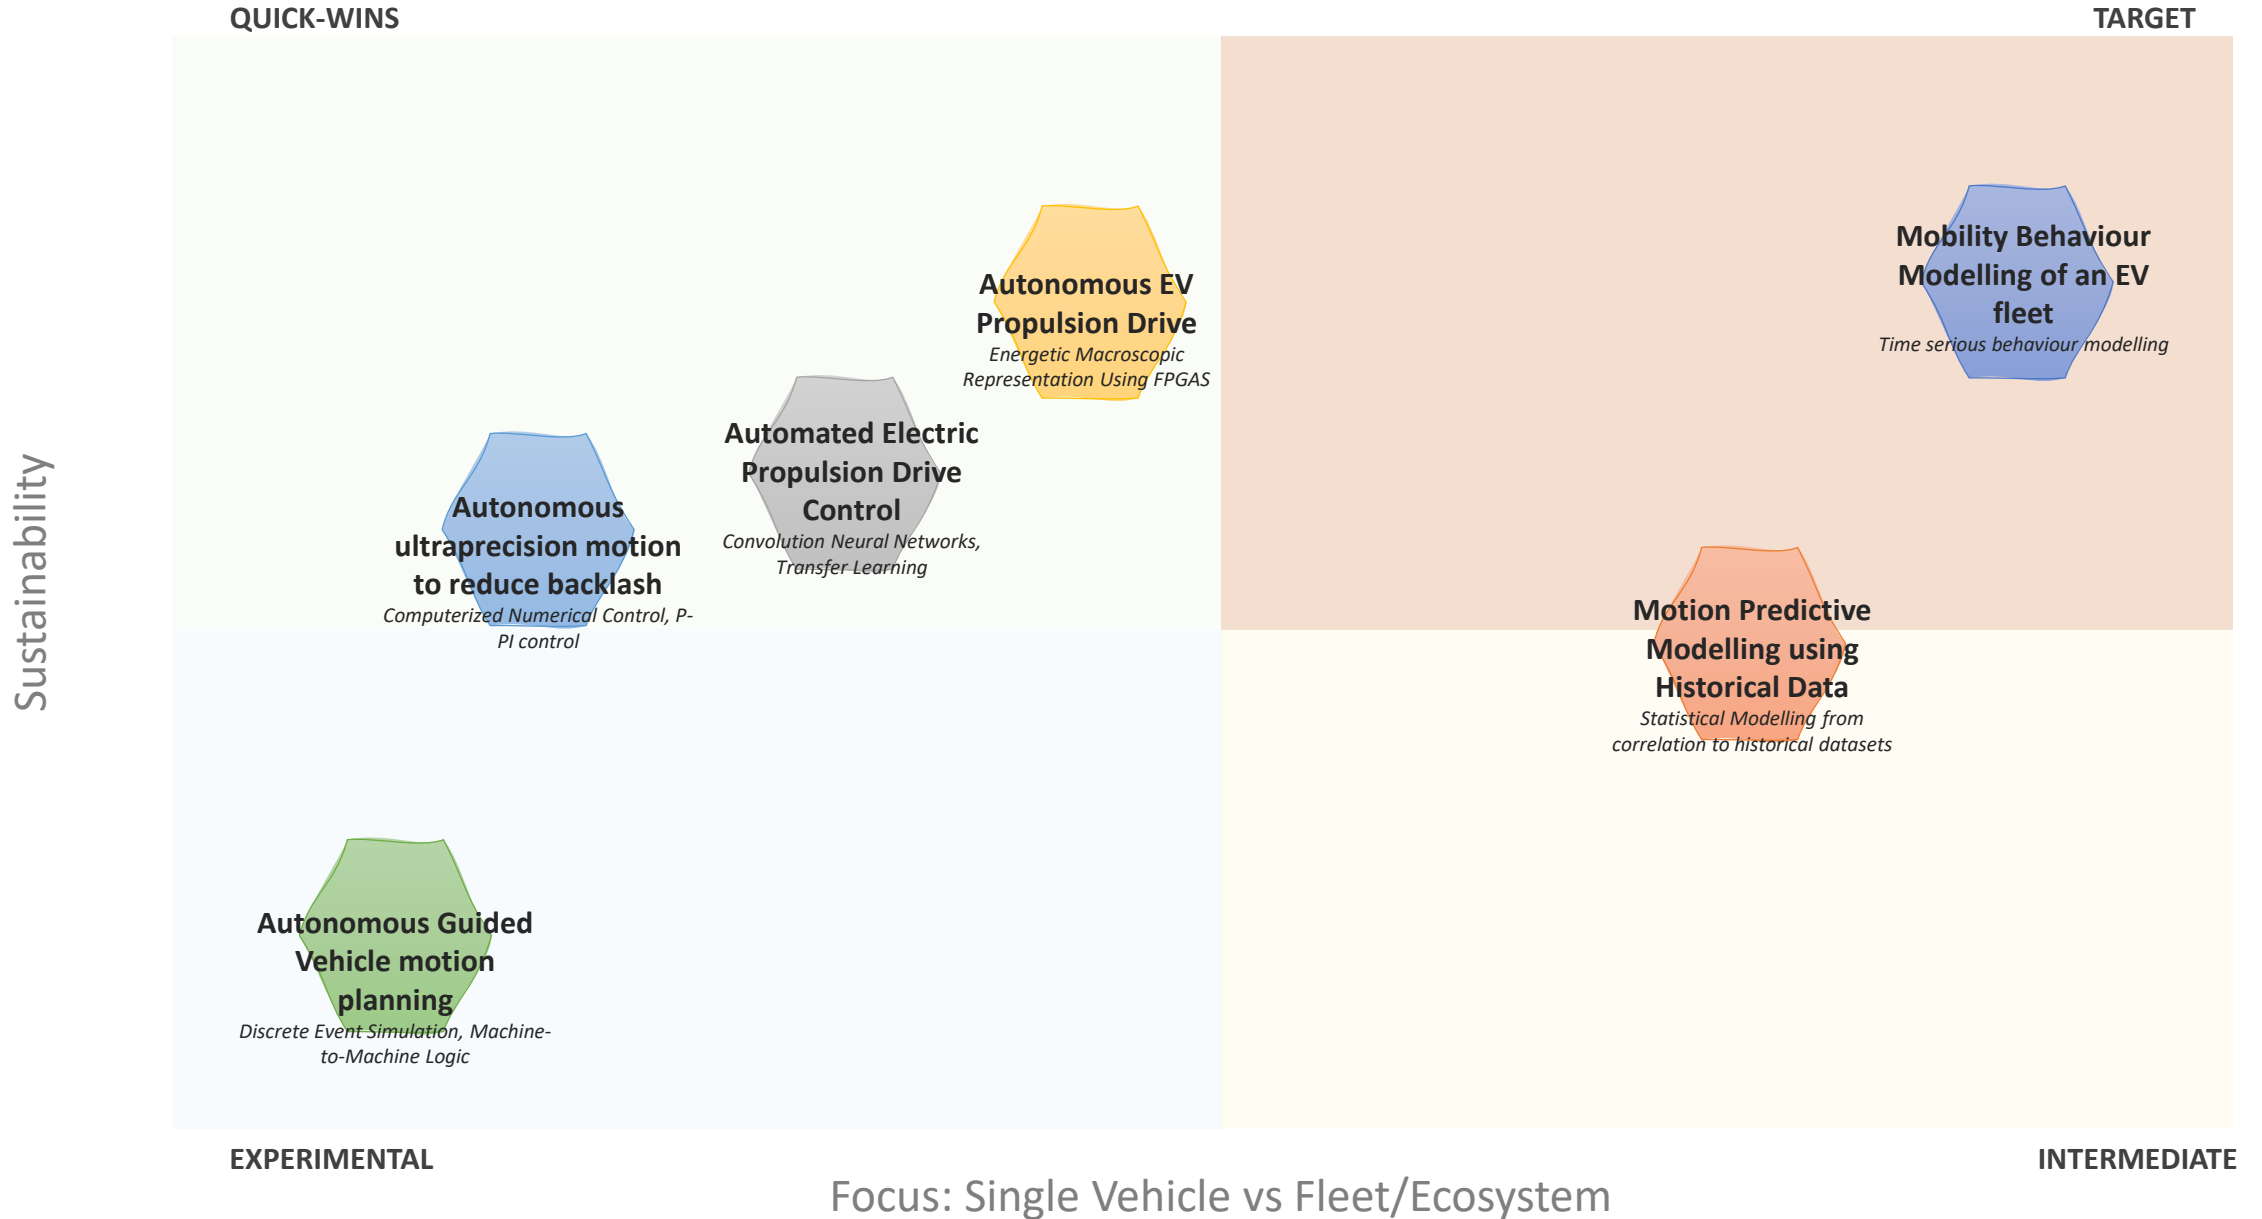 QUICK-WINS
TARGET
Sustainability
Autonomous EV
Propulsion Drive
Energetic Macroscopic
Representation Using FPGAS
Mobility Behaviour
Modelling of an EV
fleet
Time serious behaviour modelling
Automated Electric
Propulsion Drive
Control
Convolution Neural Networks,
Transfer Learning
Autonomous
ultraprecision motion
to reduce backlash
Computerized Numerical Control, P-
PI control
Motion Predictive
Modelling using
Historical Data
Statistical Modelling from
correlation to historical datasets
Autonomous Guided
Vehicle motion
planning
Discrete Event Simulation, Machine-
to-Machine Logic
EXPERIMENTAL
INTERMEDIATE
Focus: Single Vehicle vs Fleet/Ecosystem